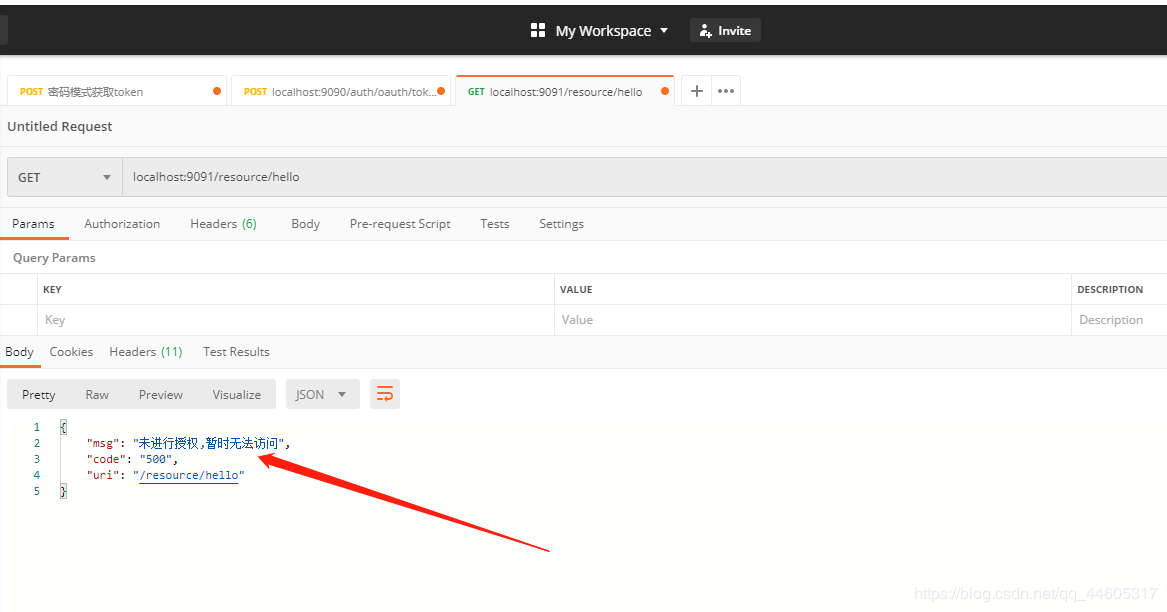 My Workspace
Invite
POST 密码模式获取token
POST localhost:9090/auth/oauth/tok...
GET localhost:9091/resource/hello
Untitled Request
GET
localhost:9091/resource/hello
Params Authorization Headers (6) Body Pre-request Script Tests Settings
Query Params
KEY VALUE DESCRIPTION
Key Value Description
Body Cookies Headers (11) Test Results
Pretty Raw Preview Visualize JSON
1 {
2 "msg": "未进行授权,暂时无法访问",
3 "code": "500",
4 "uri": "/resource/hello"
5 }
https://blog.csdn.net/qq_44605317